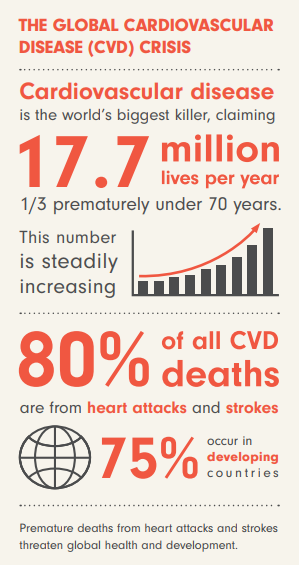 THE GLOBAL CARDIOVASCULAR
DISEASE (CVD) CRISIS
Cardiovascular disease
is the world's biggest killer, claiming
17.7 million
lives per year
1/3 prematurely under 70 years.
This number
is steadily
increasing
80% of all CVD
deaths
are from heart attacks and strokes
75% occur in
developing
countries
Premature deaths from heart attacks and strokes
threaten global health and development.